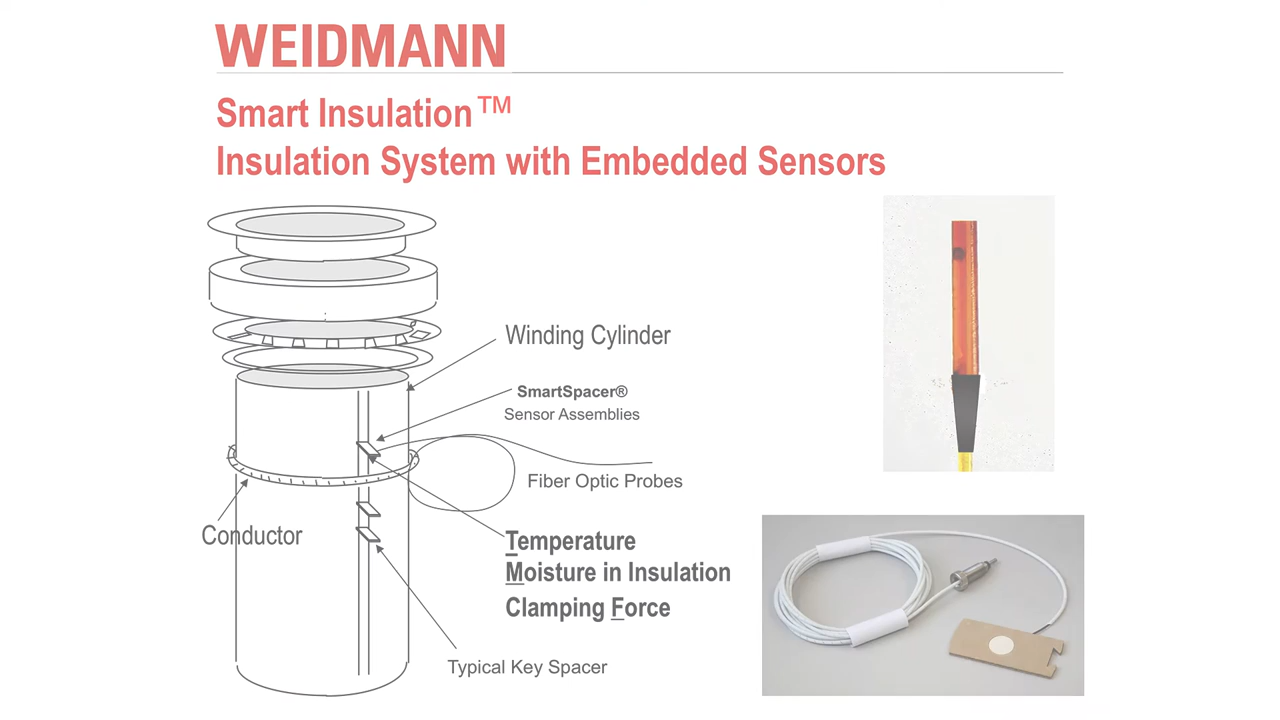 WEIDMANN
Smart Insulation™
Insulation System with Embedded Sensors
Winding Cylinder
SmartSpacer®
Sensor Assemblies
Fiber Optic Probes
Conductor
Temperature
Moisture in Insulation
Clamping Force
Typical Key Spacer